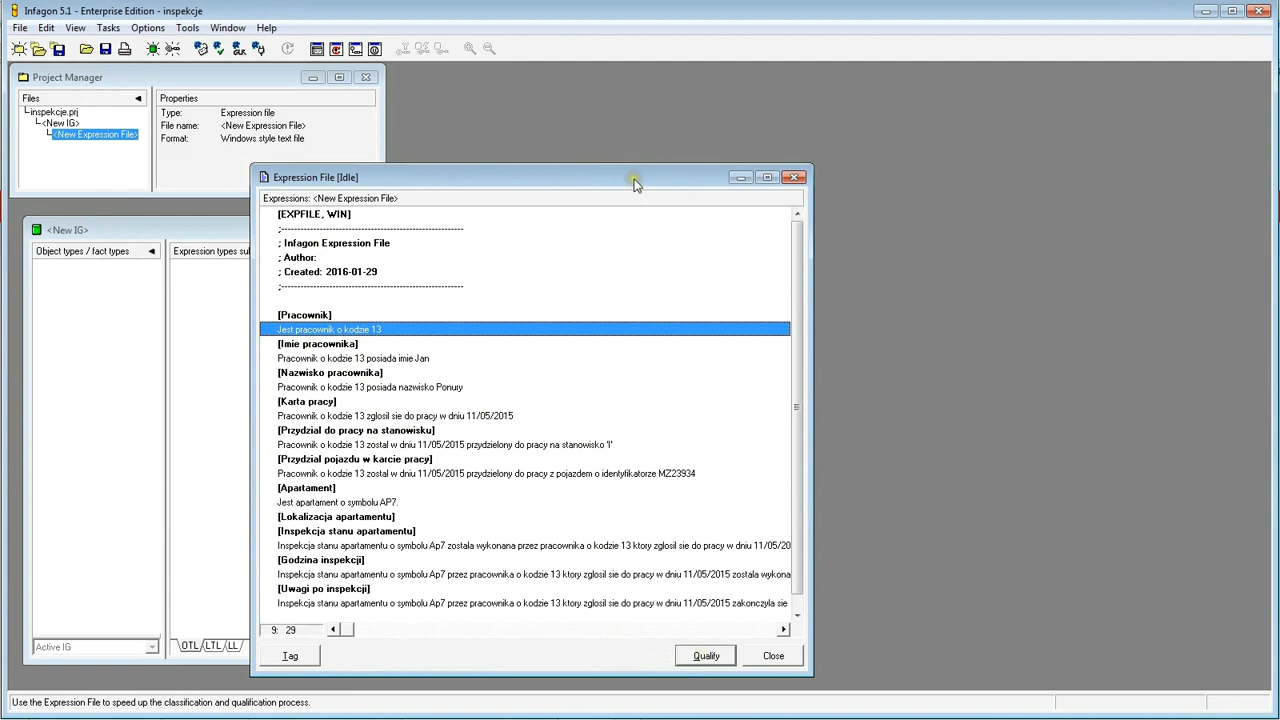 Infagon 5.1 - Enterprise Edition - inspekcje
File Edit View Tasks Options Tools Window Help
Project Manager
Files
Properties
inspekcje.prj
<New IG>
<New Expression File>
Type: Expression file
File name: <New Expression File>
Format: Windows style text file
<New IG>
Object types / fact types
Expression types su
Active IG
OTL LTL LL
Expression File [Idle]
Expressions: <New Expression File>
[EXPFILE, WIN]
;--------------------------------------------------------
; Infagon Expression File
; Author:
; Created: 2016-01-29
;--------------------------------------------------------
[Pracownik]
Jest pracownik o kodzie 13
[Imie pracownika]
Pracownik o kodzie 13 posiada imie Jan
[Nazwisko pracownika]
Pracownik o kodzie 13 posiada nazwisko Ponury
[Karta pracy]
Pracownik o kodzie 13 zglosil sie do pracy w dniu 11/05/2015
[Przydzial do pracy na stanowisku]
Pracownik o kodzie 13 zostal w dniu 11/05/2015 przydzielony do pracy na stanowisko 'I'
[Przydzial pojazdu w karcie pracy]
Pracownik o kodzie 13 zostal w dniu 11/05/2015 przydzielony do pracy z pojazdem o identyfikatorze MZ23934
[Apartament]
Jest apartament o symbolu AP7.
[Lokalizacja apartamentu]
[Inspekcja stanu apartamentu]
Inspekcja stanu apartamentu o symbolu Ap7 zostala wykonana przez pracownika o kodzie 13 ktory zglosil sie do pracy w dniu 11/05/20
[Godzina inspekcji]
Inspekcja stanu apartamentu o symbolu Ap7 przez pracownika o kodzie 13 ktory zglosil sie do pracy w dniu 11/05/2015 zostala wykona
[Uwagi po inspekcji]
Inspekcja stanu apartamentu o symbolu Ap7 przez pracownika o kodzie 13 ktory zglosil sie do pracy w dniu 11/05/2015 zakonczyla sie
9: 29
Tag
Qualify
Close
Use the Expression File to speed up the classification and qualification process.